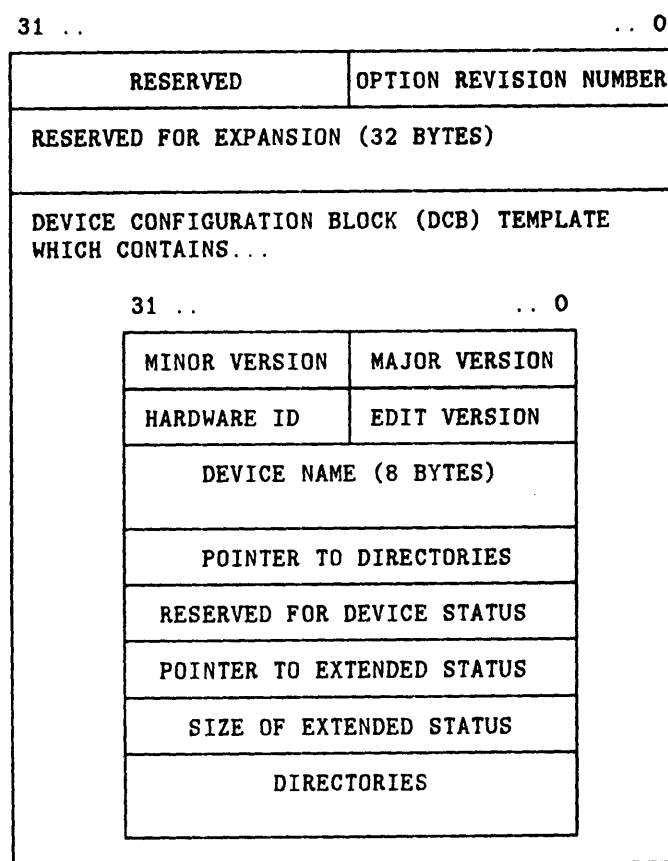 31 .. .. 0
RESERVED OPTION REVISION NUMBER
RESERVED FOR EXPANSION (32 BYTES)
DEVICE CONFIGURATION BLOCK (DCB) TEMPLATE
WHICH CONTAINS...
31 .. .. 0
MINOR VERSION MAJOR VERSION
HARDWARE ID EDIT VERSION
DEVICE NAME (8 BYTES)
POINTER TO DIRECTORIES
RESERVED FOR DEVICE STATUS
POINTER TO EXTENDED STATUS
SIZE OF EXTENDED STATUS
DIRECTORIES